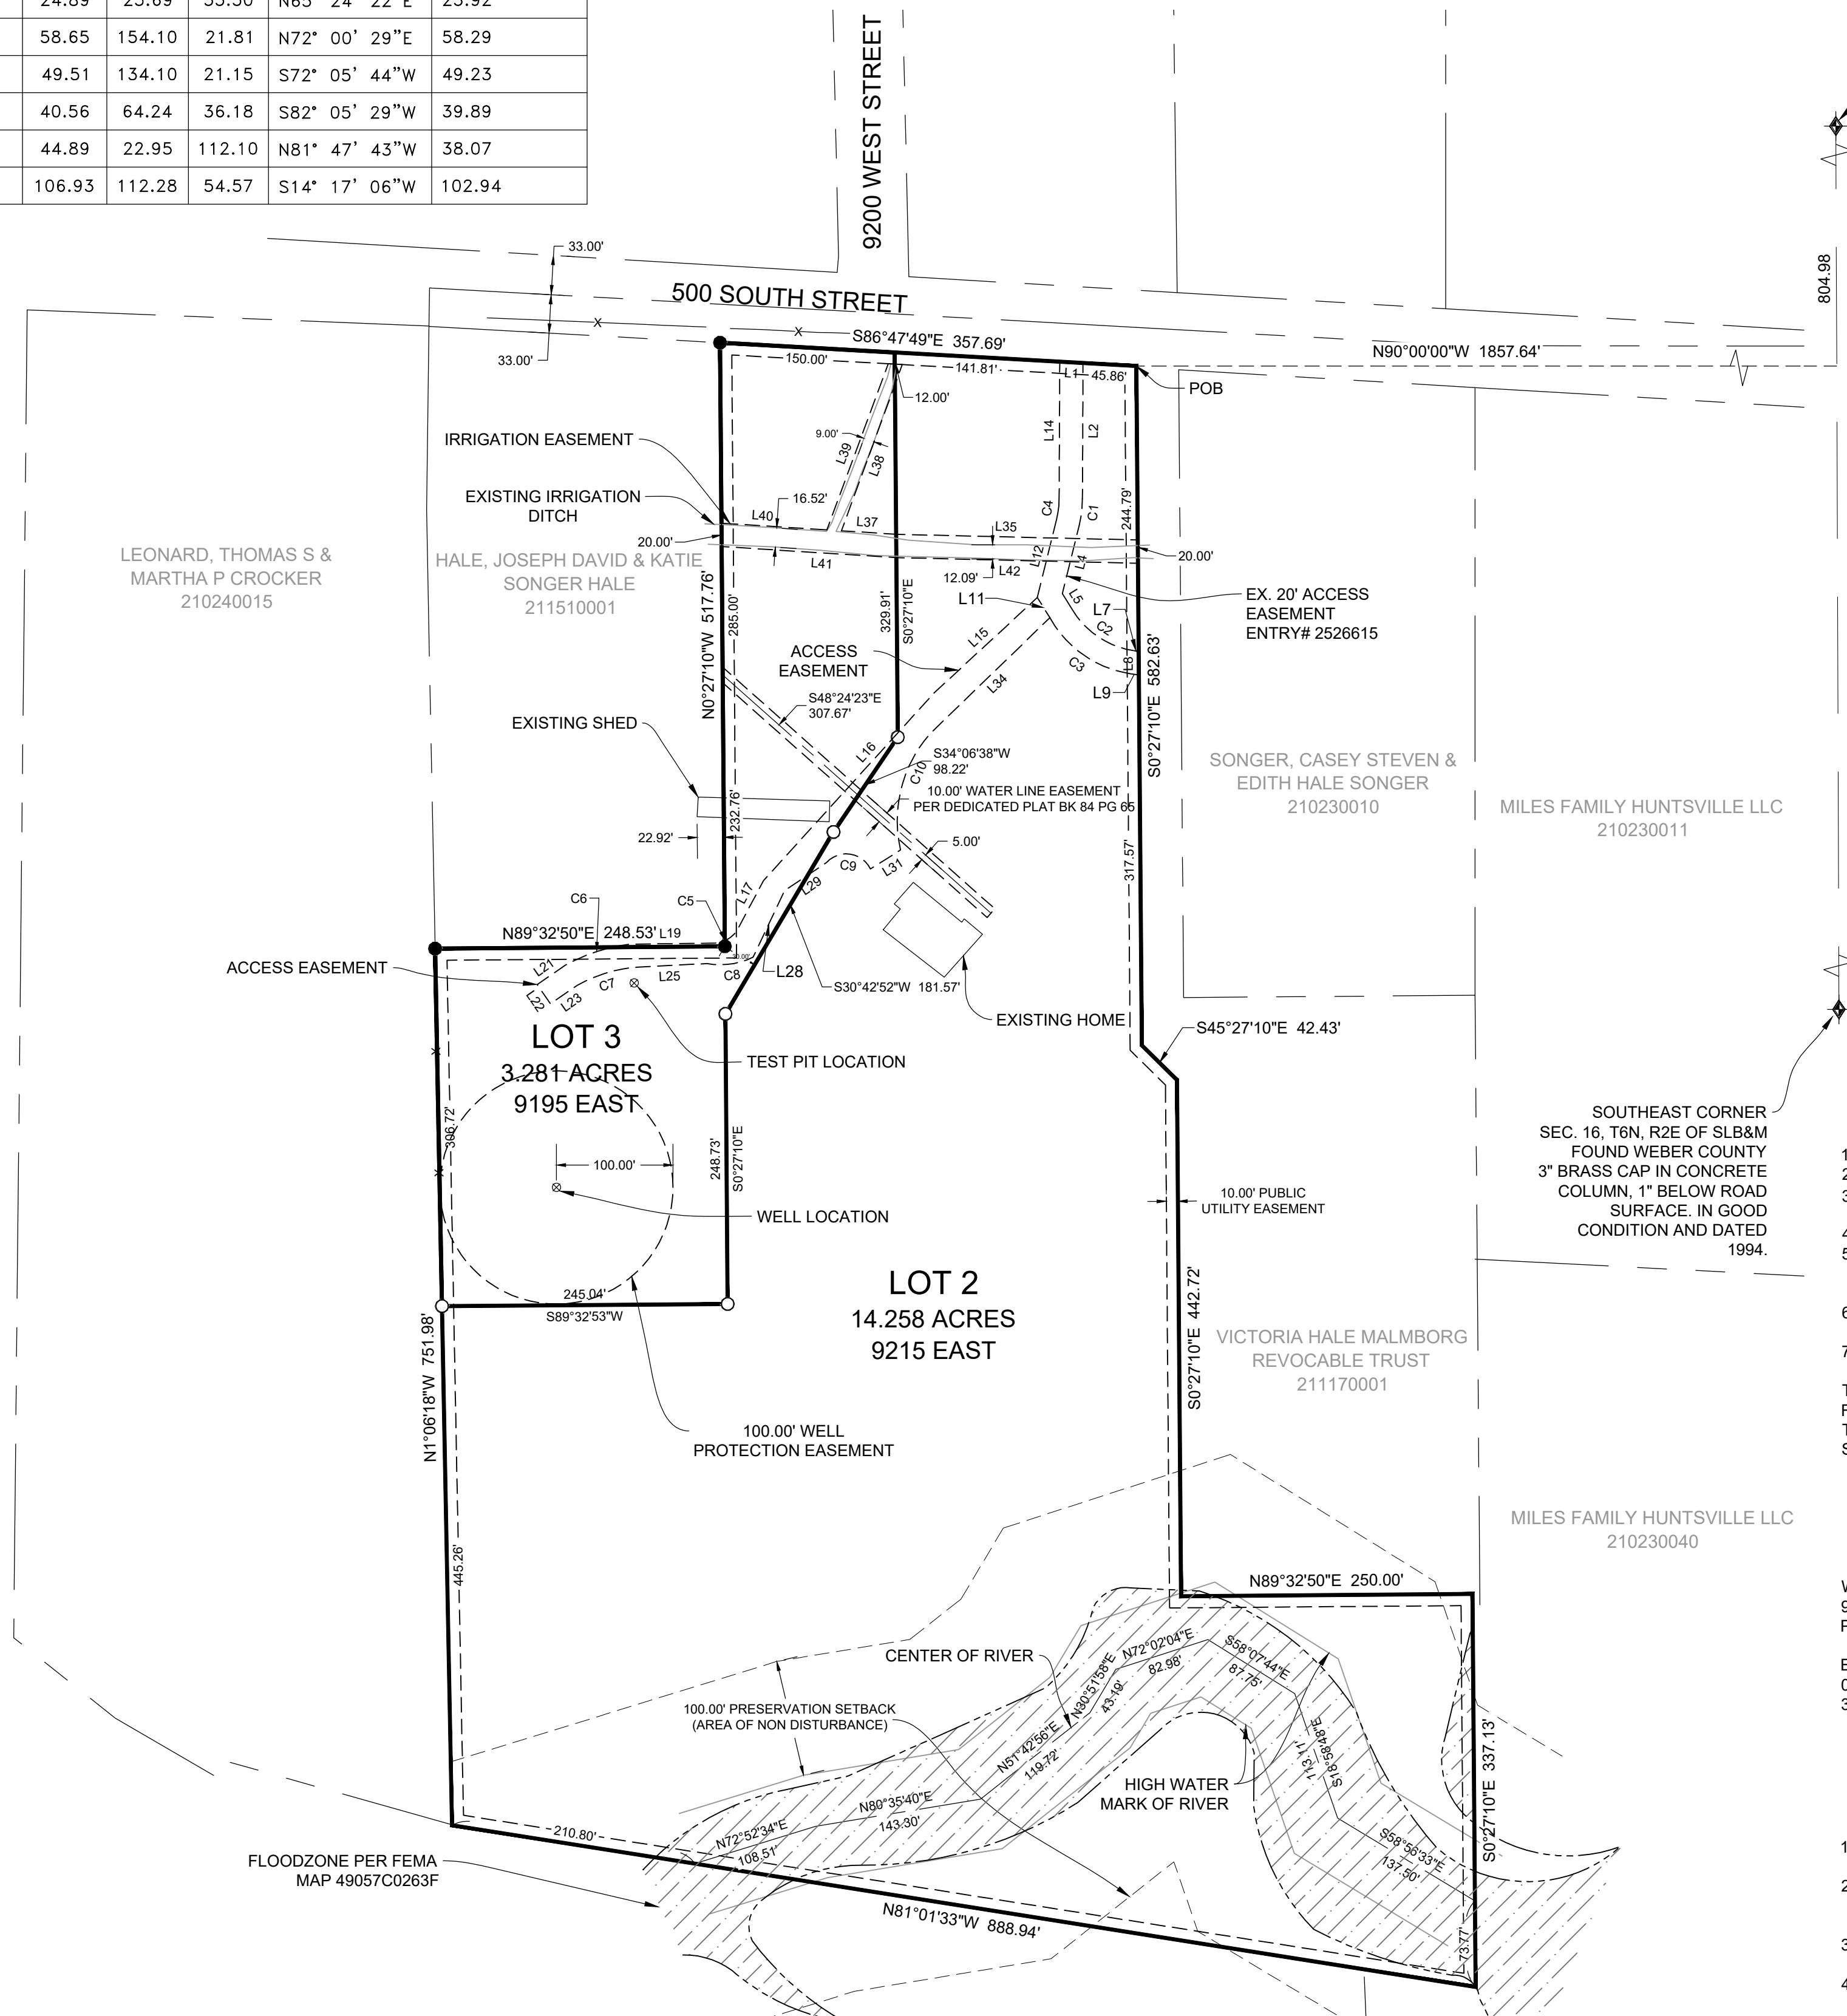 24.89 25.69 55.50 N65° 24' 22"E 23.92
58.65 154.10 21.81 N72° 00' 29"E 58.29
49.51 134.10 21.15 S72° 05' 44"W 49.23
40.56 64.24 36.18 S82° 05' 29"W 39.89
44.89 22.95 112.10 N81° 47' 43"W 38.07
106.93 112.28 54.57 S14° 17' 06"W 102.94
9200 WEST STREET
804.98
33.00'
500 SOUTH STREET
33.00'
X
X
S86°47'49"E 357.69'
N90°00'00"W 1857.64'
150.00'
141.81'
L1
45.86'
POB
12.00'
IRRIGATION EASEMENT
9.00'
L39
L38
L14
L2
EXISTING IRRIGATION
DITCH
16.52'
L40
L37
L35
C4
C1
244.79'
20.00'
20.00'
L41
L42
12.09'
L12
L4
LEONARD, THOMAS S &
MARTHA P CROCKER
210240015
HALE, JOSEPH DAVID & KATIE
SONGER HALE
211510001
N0°27'10"W 517.76'
285.00'
329.91'
S0°27'10"E
L11
L5
L7
C2
C3
L8
L9
EX. 20' ACCESS
EASEMENT
ENTRY# 2526615
S0°27'10"E 582.63'
ACCESS
EASEMENT
L15
L34
S48°24'23"E
307.67'
EXISTING SHED
L16
S34°06'38"W
98.22'
C10
10.00' WATER LINE EASEMENT
PER DEDICATED PLAT BK 84 PG 65
SONGER, CASEY STEVEN &
EDITH HALE SONGER
210230010
MILES FAMILY HUNTSVILLE LLC
210230011
22.92'
232.76'
5.00'
C9
L31
L29
L17
317.57'
C6
C5
N89°32'50"E 248.53'
L19
ACCESS EASEMENT
L21
L22
L23
C7
L25
C8
L28
S30°42'52"W 181.57'
EXISTING HOME
S45°27'10"E 42.43'
LOT 3
3.281 ACRES
9195 EAST
TEST PIT LOCATION
X
306.72'
X
100.00'
248.73'
S0°27'10"E
WELL LOCATION
10.00' PUBLIC
UTILITY EASEMENT
SOUTHEAST CORNER
SEC. 16, T6N, R2E OF SLB&M
FOUND WEBER COUNTY
3" BRASS CAP IN CONCRETE
COLUMN, 1" BELOW ROAD
SURFACE. IN GOOD
CONDITION AND DATED
1994.
245.04'
S89°32'53"W
LOT 2
14.258 ACRES
9215 EAST
N1°06'18"W 751.98'
S0°27'10"E 442.72'
VICTORIA HALE MALMBORG
REVOCABLE TRUST
211170001
100.00' WELL
PROTECTION EASEMENT
MILES FAMILY HUNTSVILLE LLC
210230040
445.26'
N89°32'50"E 250.00'
CENTER OF RIVER
N72°02'04"E
82.98'
S58°07'44"E
87.75'
N30°51'58"E
43.19'
100.00' PRESERVATION SETBACK
(AREA OF NON DISTURBANCE)
N51°42'56"E
119.72'
S18°58'48"E
HIGH WATER
MARK OF RIVER
N80°35'40"E
143.30'
N72°52'34"E
108.51'
210.80'
S58°56'33"E
137.50'
S0°27'10"E 337.13'
73.77'
FLOODZONE PER FEMA
MAP 49057C0263F
N81°01'33"W 888.94'